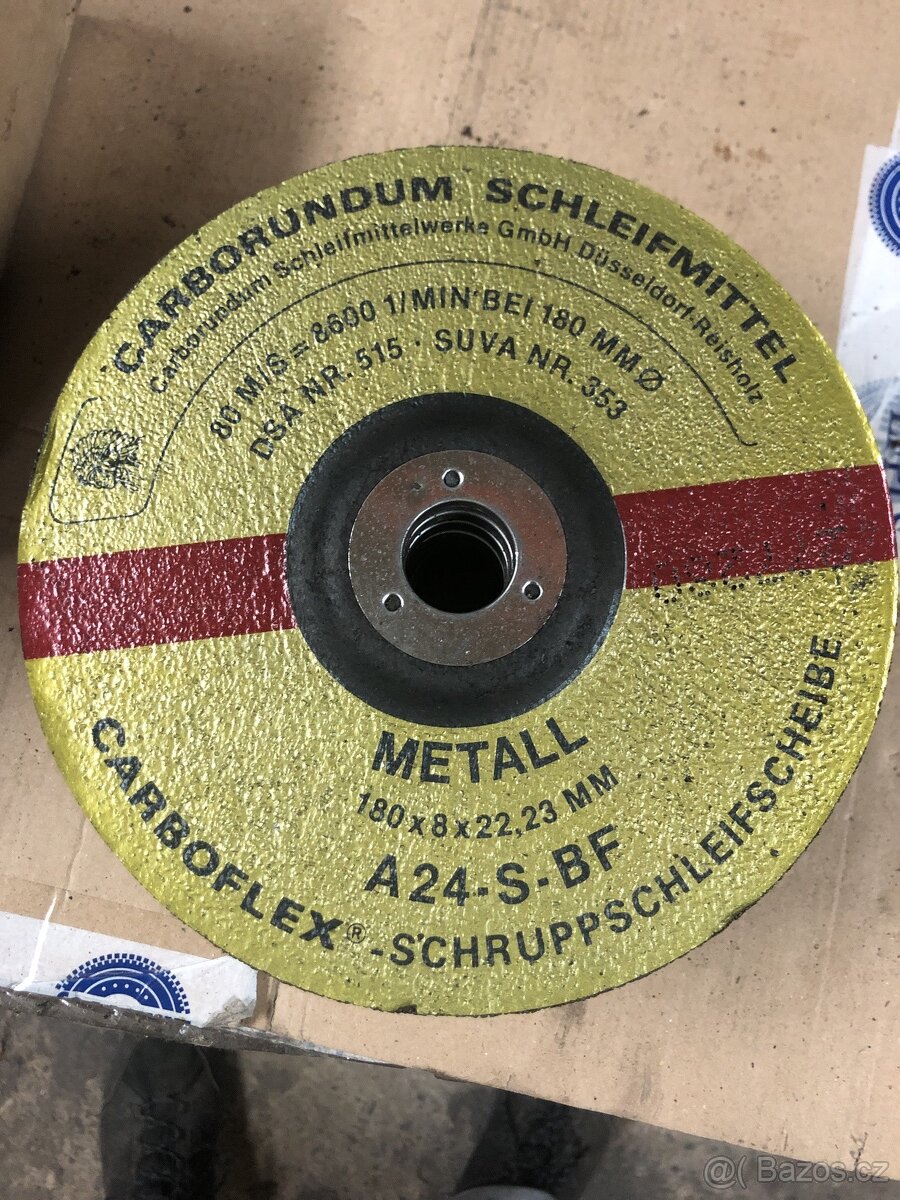 CARBORUNDUM SCHLEIFMITTEL
Carborundum Schleifmittelwerke GmbH Düsseldorf-Reisholz
80 M/S = 8600 1/MIN BEI 180 MM Ø
DSA NR. 515 · SUVA NR. 353
METALL
180 x 8 x 22,23 MM
A24-S-BF
CARBOFLEX® -SCHRUPPSCHLEIFSCHEIBE
@( Bazos.cz